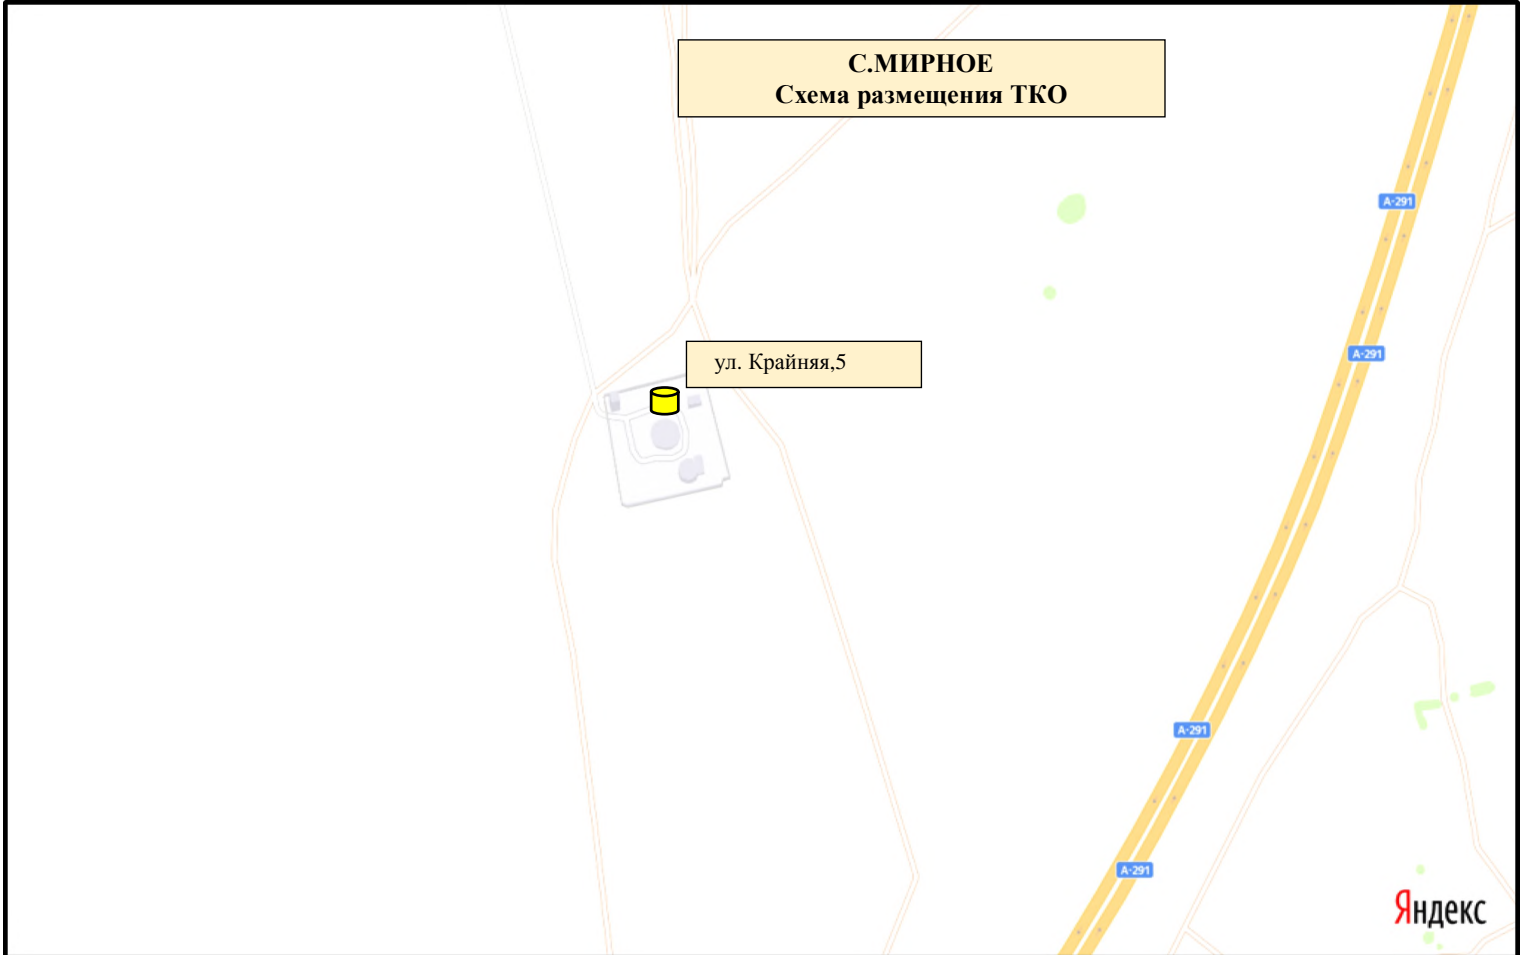 С.МИРНОЕ
Схема размещения ТКО
А-291
ул. Крайняя,5
А-291
А-291
А-291
Яндекс